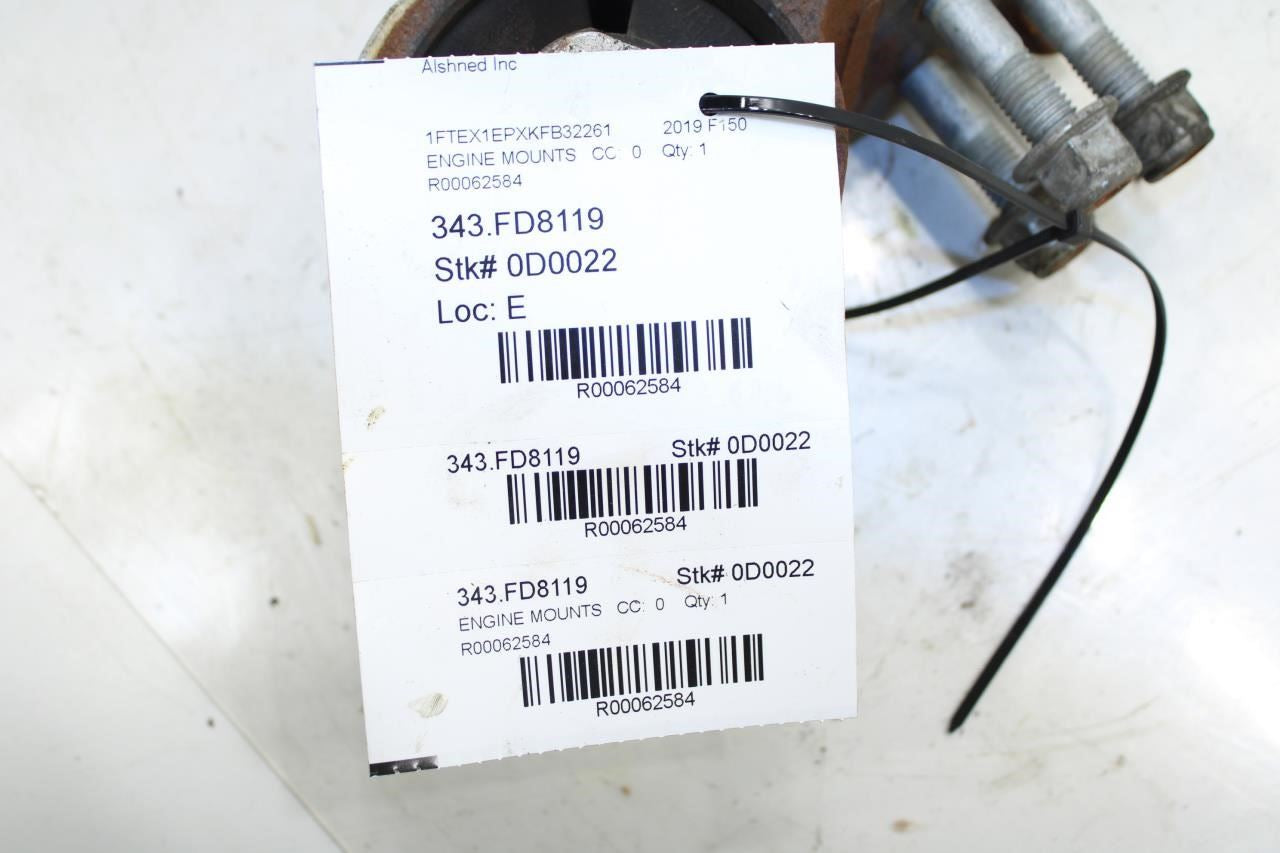 Alshned Inc
1FTEX1EPXKFB32261 2019 F150
ENGINE MOUNTS CC: 0 Qty: 1
R00062584
343.FD8119
Stk# 0D0022
Loc: E
R00062584
343.FD8119 Stk# 0D0022
R00062584
343.FD8119 Stk# 0D0022
ENGINE MOUNTS CC: 0 Qty: 1
R00062584
R00062584